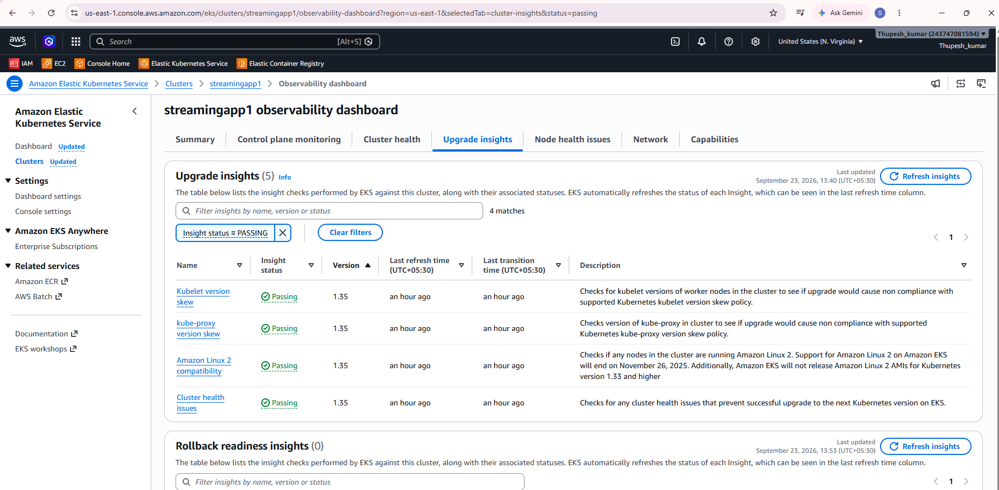 us-east-1.console.aws.amazon.com/eks/clusters/streamingapp1/observability-dashboard?region=us-east-1&selectedTab=cluster-insights&status=passing
Ask Gemini
S
aws
Search
[Alt+S]
United States (N. Virginia)
Thupesh_kumar (243747081594)
Thupesh_kumar
IAM
EC2
Console Home
Elastic Kubernetes Service
Elastic Container Registry
Amazon Elastic Kubernetes Service
Clusters
streamingapp1
Observability dashboard
Amazon Elastic
Kubernetes Service
Dashboard Updated
Clusters Updated
Settings
Dashboard settings
Console settings
Amazon EKS Anywhere
Enterprise Subscriptions
Related services
Amazon ECR
AWS Batch
Documentation
EKS workshops
streamingapp1 observability dashboard
Summary
Control plane monitoring
Cluster health
Upgrade insights
Node health issues
Network
Capabilities
Upgrade insights (5) Info
Last updated
September 23, 2026, 13:40 (UTC+05:30)
Refresh insights
The table below lists the insight checks performed by EKS against this cluster, along with their associated statuses. EKS automatically refreshes the status of each Insight, which can be seen in the last refresh time column.
Filter insights by name, version or status
4 matches
Insight status = PASSING
Clear filters
1
Name
Insight
status
Version
Last refresh time
(UTC+05:30)
Last transition
time (UTC+05:30)
Description
Kubelet version
skew
Passing
1.35
an hour ago
an hour ago
Checks for kubelet versions of worker nodes in the cluster to see if upgrade would cause non compliance with
supported Kubernetes kubelet version skew policy.
kube-proxy
version skew
Passing
1.35
an hour ago
an hour ago
Checks version of kube-proxy in cluster to see if upgrade would cause non compliance with supported
Kubernetes kube-proxy version skew policy.
Amazon Linux 2
compatibility
Passing
1.35
an hour ago
an hour ago
Checks if any nodes in the cluster are running Amazon Linux 2. Support for Amazon Linux 2 on Amazon EKS
will end on November 26, 2025. Additionally, Amazon EKS will not release Amazon Linux 2 AMIs for Kubernetes
version 1.33 and higher
Cluster health
issues
Passing
1.35
an hour ago
an hour ago
Checks for any cluster health issues that prevent successful upgrade to the next Kubernetes version on EKS.
Rollback readiness insights (0)
Last updated
September 23, 2026, 13:53 (UTC+05:30)
Refresh insights
The table below lists the insight checks performed by EKS against this cluster, along with their associated statuses. EKS automatically refreshes the status of each Insight, which can be seen in the last refresh time column.
Filter insights by name, version or status
1